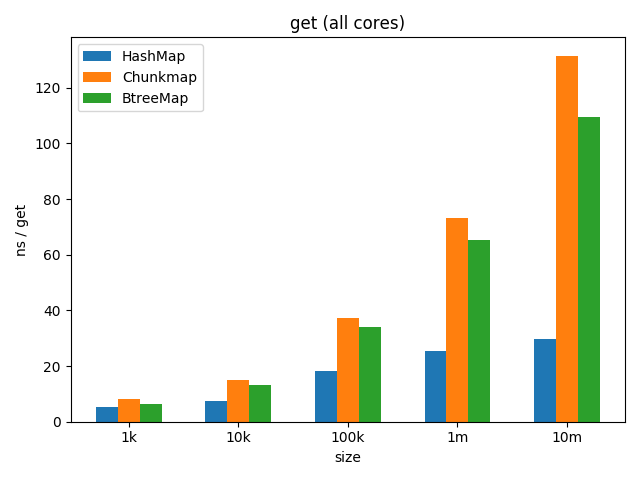 get (all cores)
HashMap
Chunkmap
BtreeMap
ns / get
120
100
80
60
40
20
0
1k 10k 100k 1m 10m
size